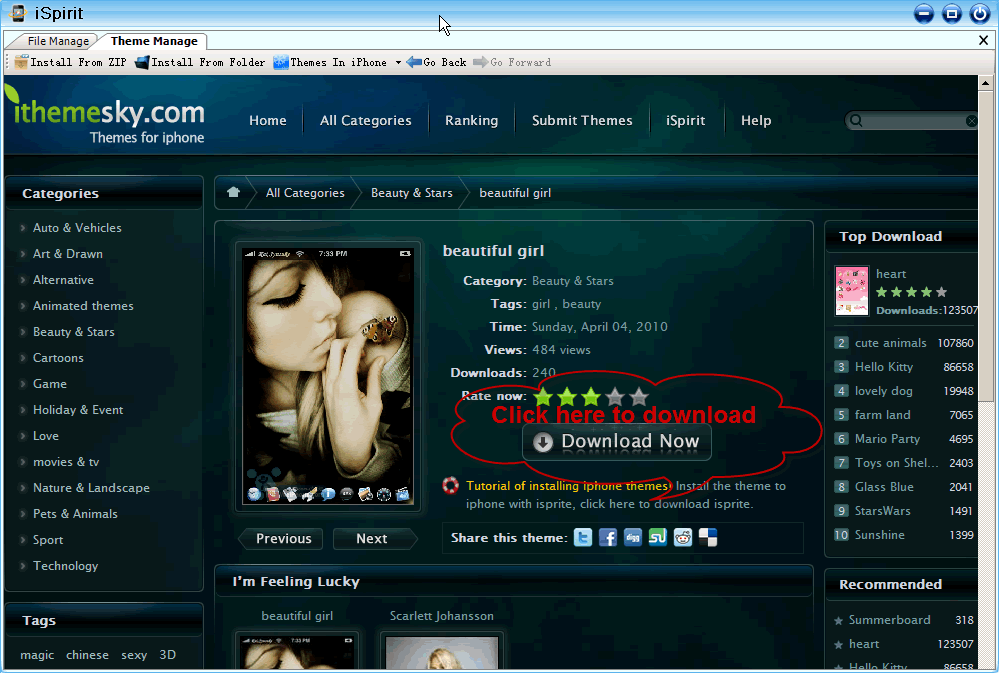 iSpirit
File Manage
Theme Manage
Install From ZIP
Install From Folder
Themes In iPhone
Go Back
Go Forward
ithemesky.com
Themes for iphone
Home
All Categories
Ranking
Submit Themes
iSpirit
Help
Categories
Auto & Vehicles
Art & Drawn
Alternative
Animated themes
Beauty & Stars
Cartoons
Game
Holiday & Event
Love
movies & tv
Nature & Landscape
Pets & Animals
Sport
Technology
Tags
magic chinese sexy 3D
All Categories
Beauty & Stars
beautiful girl
7:33 PM
beautiful girl
Category: Beauty & Stars
Tags: girl , beauty
Time: Sunday, April 04, 2010
Views: 484 views
Downloads: 240
Rate now:
Click here to download
Download Now
Tutorial of installing iphone themes: Install the theme to
iphone with isprite, click here to download isprite.
Previous
Next
Share this theme:
digg
I'm Feeling Lucky
beautiful girl
Scarlett Johansson
7:33 PM
Top Download
heart
Downloads:123507
2 cute animals 107860
3 Hello Kitty 86658
4 lovely dog 19948
5 farm land 7065
6 Mario Party 4695
7 Toys on Shel... 2403
8 Glass Blue 2041
9 StarsWars 1491
10 Sunshine 1399
Recommended
Summerboard 318
heart 123507
Hello Kitty 86658